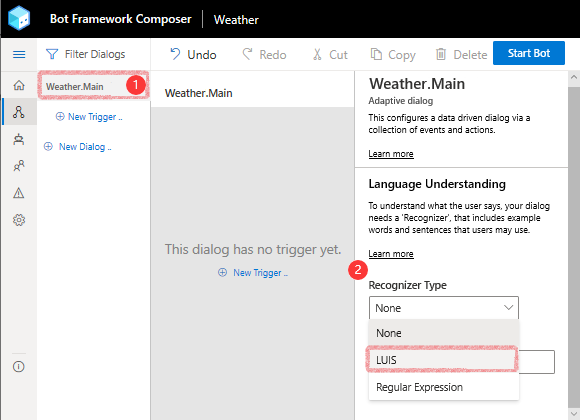 Bot Framework Composer | Weather
Filter Dialogs
Undo Redo Cut Copy Delete Start Bot
Weather.Main 1
New Trigger ..
New Dialog ..
Weather.Main
This dialog has no trigger yet.
New Trigger ..
Weather.Main
Adaptive dialog
This configures a data driven dialog via a
collection of events and actions.
Learn more
Language Understanding
To understand what the user says, your dialog
needs a 'Recognizer', that includes example
words and sentences that users may use.
Learn more
2
Recognizer Type
None
None
LUIS
Regular Expression